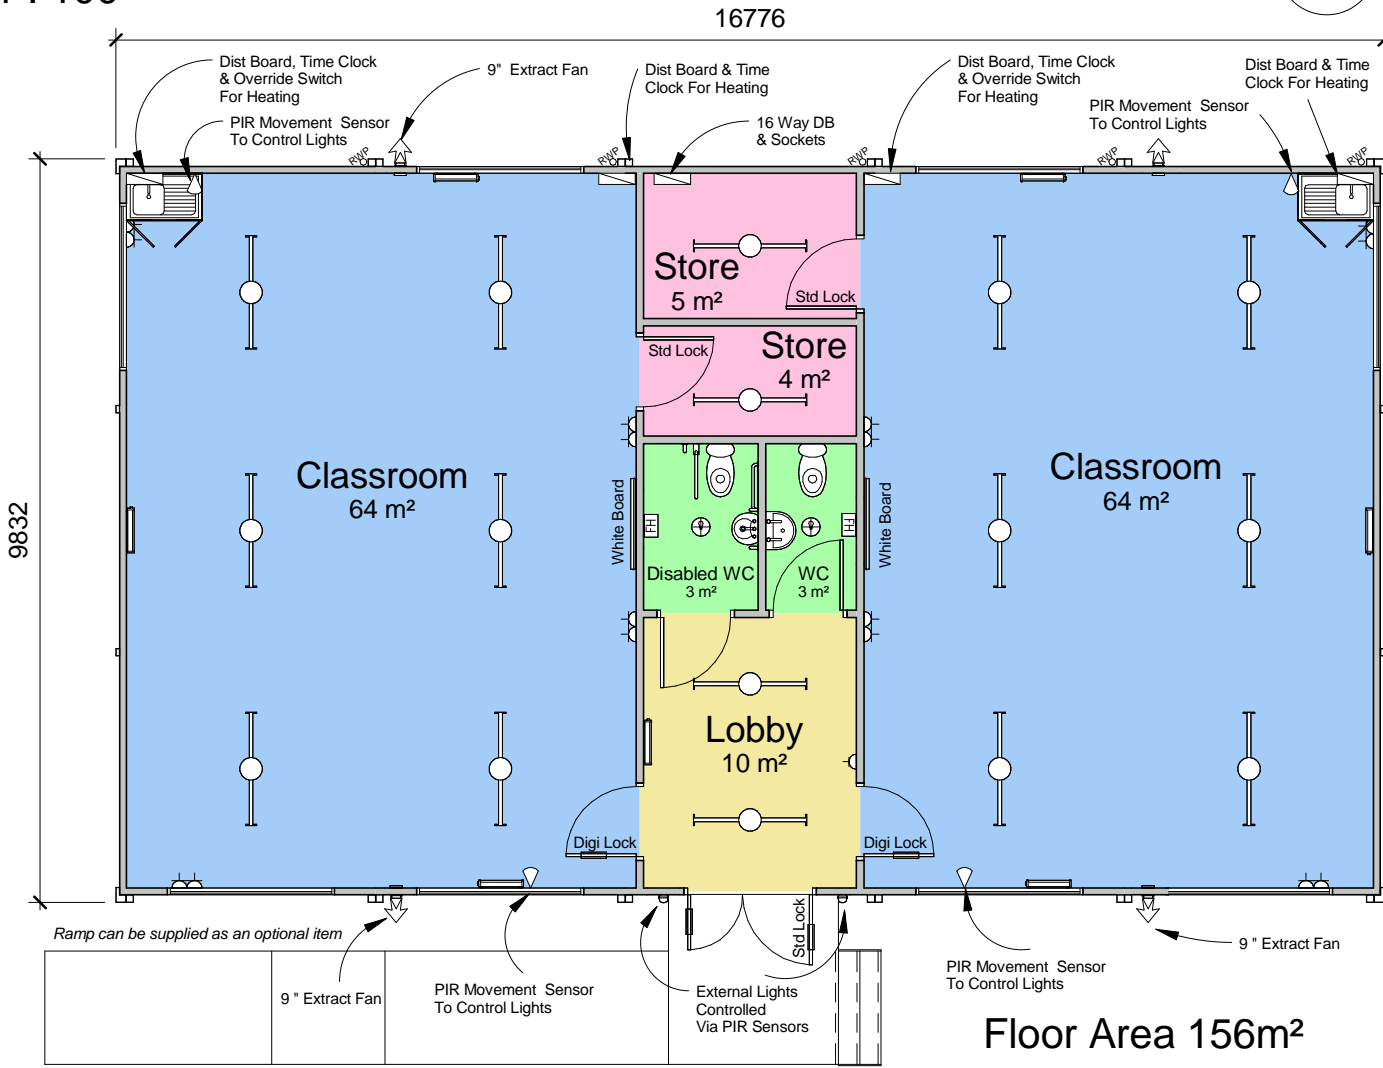 16776
Dist Board, Time Clock
& Override Switch
For Heating
PIR Movement Sensor
To Control Lights
9" Extract Fan
Dist Board & Time
Clock For Heating
16 Way DB
& Sockets
Dist Board, Time Clock
& Override Switch
For Heating
PIR Movement Sensor
To Control Lights
Dist Board & Time
Clock For Heating
RWP
RWP
RWP
RWP
RWP
9832
Store
5 m²
Std Lock
Std Lock
Store
4 m²
Classroom
64 m²
White Board
FH
Disabled WC
3 m²
FH
WC
3 m²
White Board
Classroom
64 m²
Lobby
10 m²
Digi Lock
Digi Lock
Std Lock
Ramp can be supplied as an optional item
9 " Extract Fan
PIR Movement Sensor
To Control Lights
External Lights
Controlled
Via PIR Sensors
PIR Movement Sensor
To Control Lights
9 " Extract Fan
Floor Area 156m²